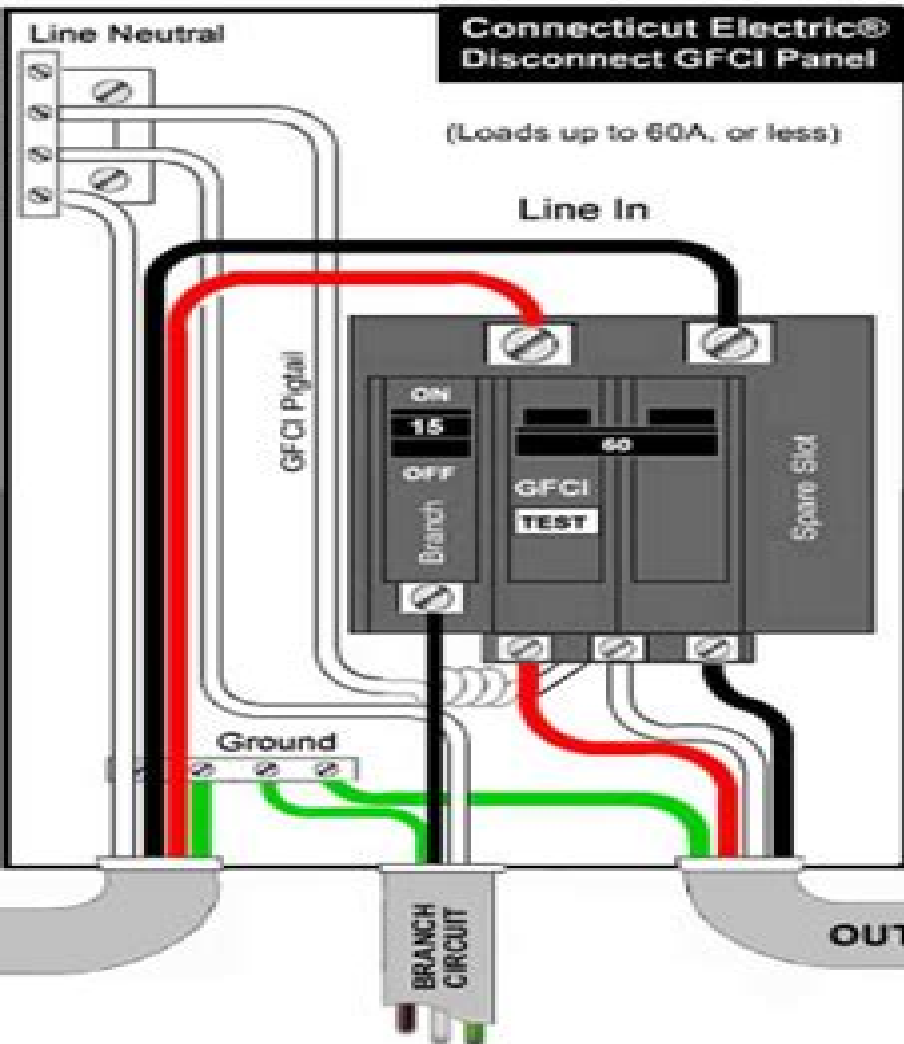 Line Neutral
Connecticut Electric®
Disconnect GFCI Panel
(Loads up to 60A. or less)
Line In
GFCI Pigtail
ON
15
OFF
Branch
60
GFCI
TEST
Spare Slot
Ground
BRANCH
CIRCUIT
OUT